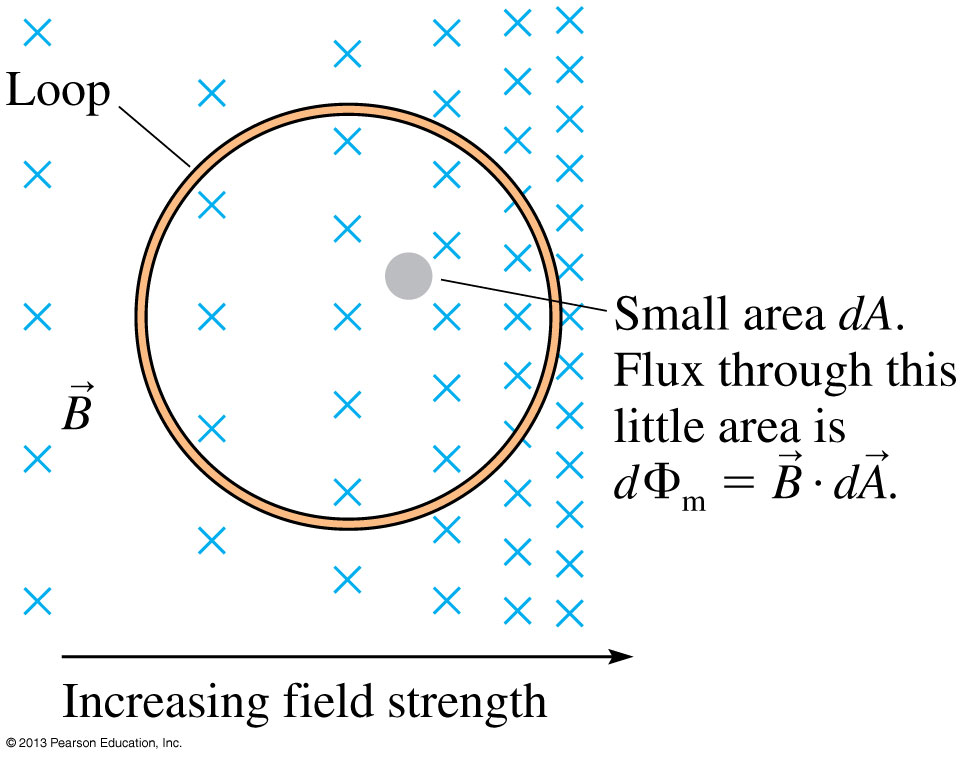 Loop
Small area dA.
Flux through this
little area is
dΦₘ = B⃗ · dA⃗.
B⃗
Increasing field strength
© 2013 Pearson Education, Inc.